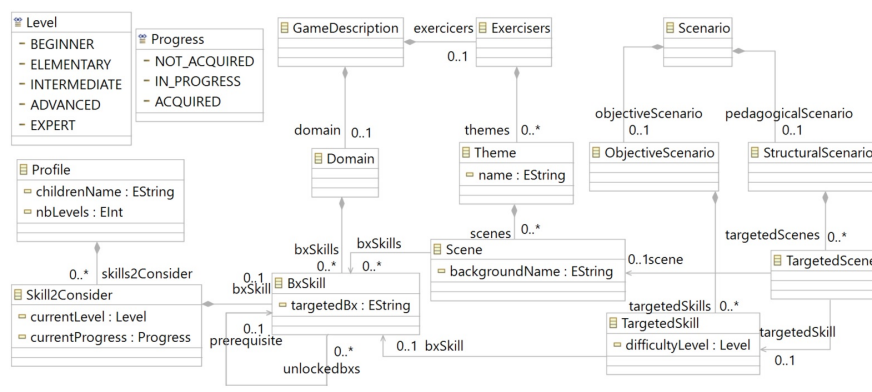 Level
BEGINNER
ELEMENTARY
INTERMEDIATE
ADVANCED
EXPERT
Progress
NOT_ACQUIRED
IN_PROGRESS
ACQUIRED
GameDescription
exercicers
0..1
Exercisers
Scenario
domain
0..1
themes
0..*
objectiveScenario
0..1
pedagogicalScenario
0..1
Profile
childrenName : EString
nbLevels : EInt
Domain
Theme
name : EString
ObjectiveScenario
StructuralScenario
0..*
skills2Consider
bxSkills
0..*
bxSkills
0..*
scenes
0..*
targetedScenes
0..*
Scene
backgroundName : EString
0..1scene
TargetedScene
Skill2Consider
currentLevel : Level
currentProgress : Progress
0..1
bxSkill
BxSkill
targetedBx : EString
0..1
prerequisite
0..*
unlockedbxs
0..1
bxSkill
targetedSkills
0..*
TargetedSkill
difficultyLevel : Level
targetedSkill
0..1